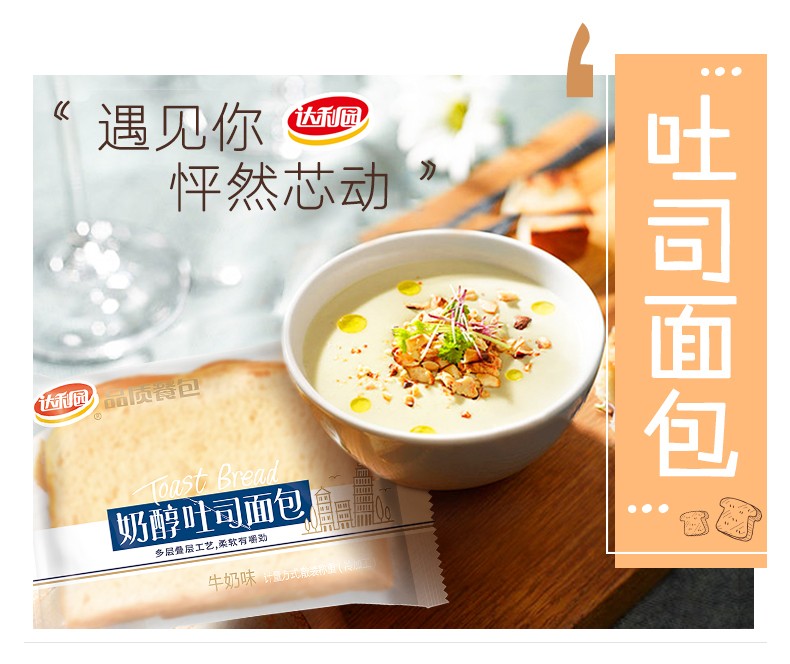 “遇见你 达利园
怦然芯动”
吐司面包
达利园® 品质餐包
Toast Bread
奶醇吐司面包
多层叠层工艺,柔软有嚼劲
牛奶味